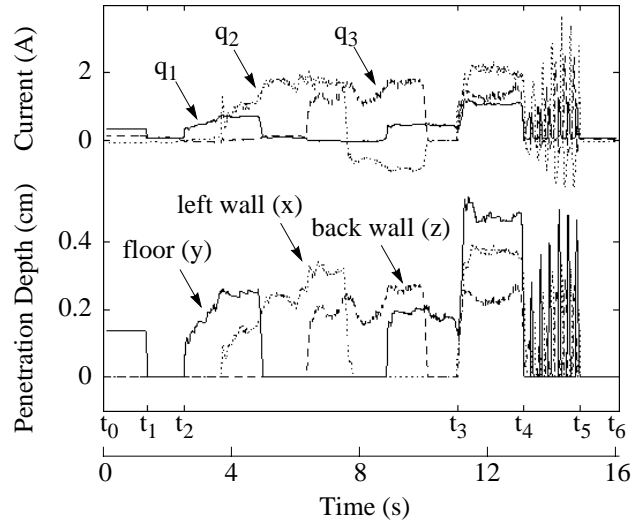 Current (A)
2
0
q1
q2
q3
Penetration Depth (cm)
0.4
0.2
0
floor (y)
left wall (x)
back wall (z)
t0 t1 t2 t3 t4 t5 t6
0 4 8 12 16
Time (s)